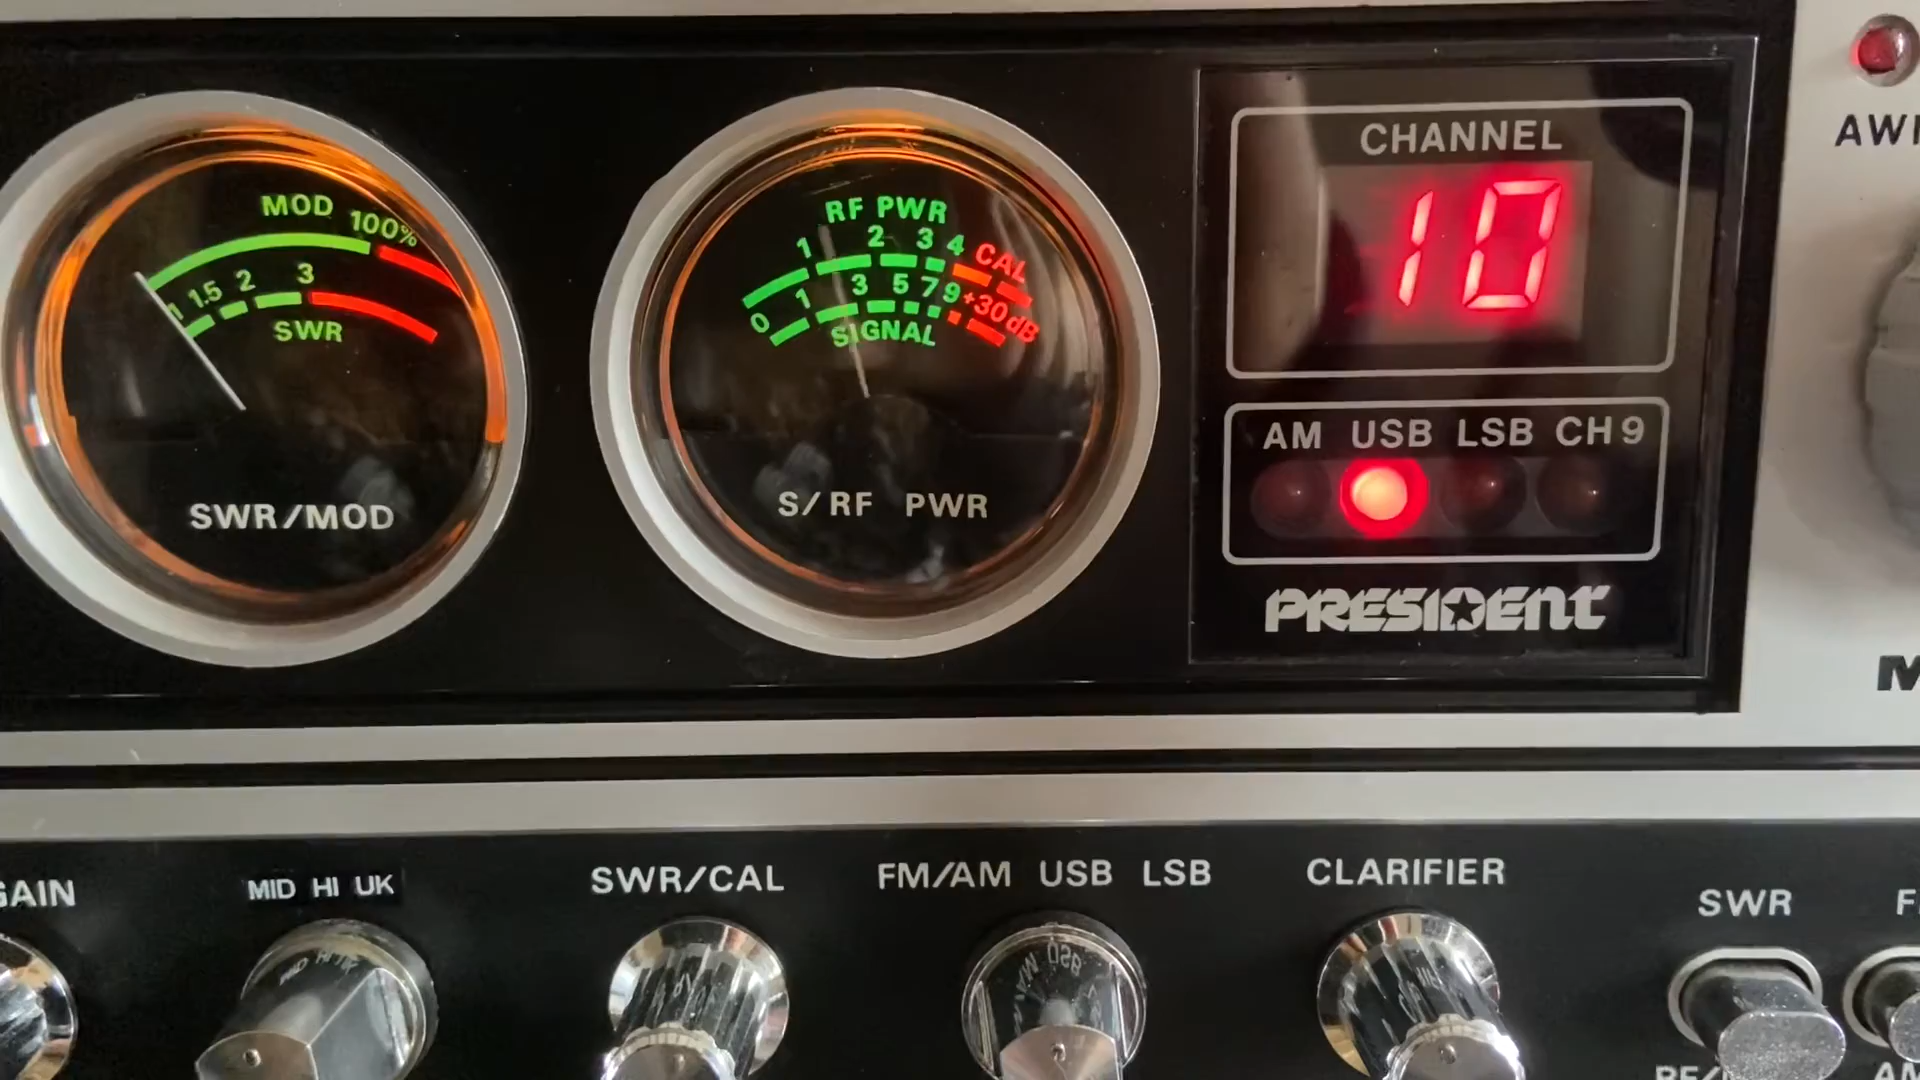 MOD 100%
1 1.5 2 3
SWR
SWR/MOD
RF PWR
1 2 3 4 CAL
0 1 3 5 7 9 +30dB
SIGNAL
S/RF PWR
CHANNEL
10
AM USB LSB CH9
PRESIDENT
GAIN
MID HI UK
SWR/CAL
FM/AM USB LSB
CLARIFIER
SWR